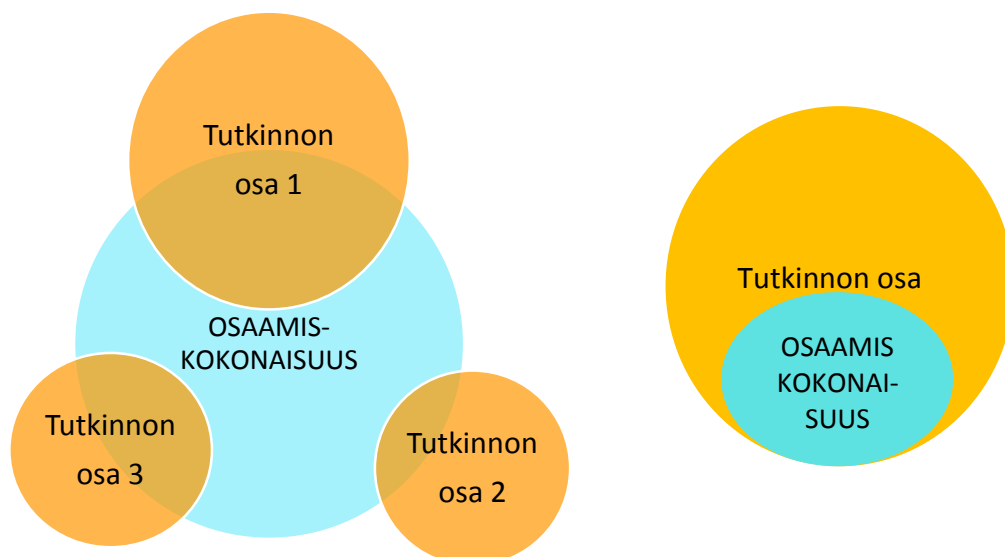 Tutkinnon
osa 1
OSAAMIS-
KOKONAISUUS
Tutkinnon
osa 3
Tutkinnon
osa 2
Tutkinnon osa
OSAAMIS
KOKONAI-
SUUS